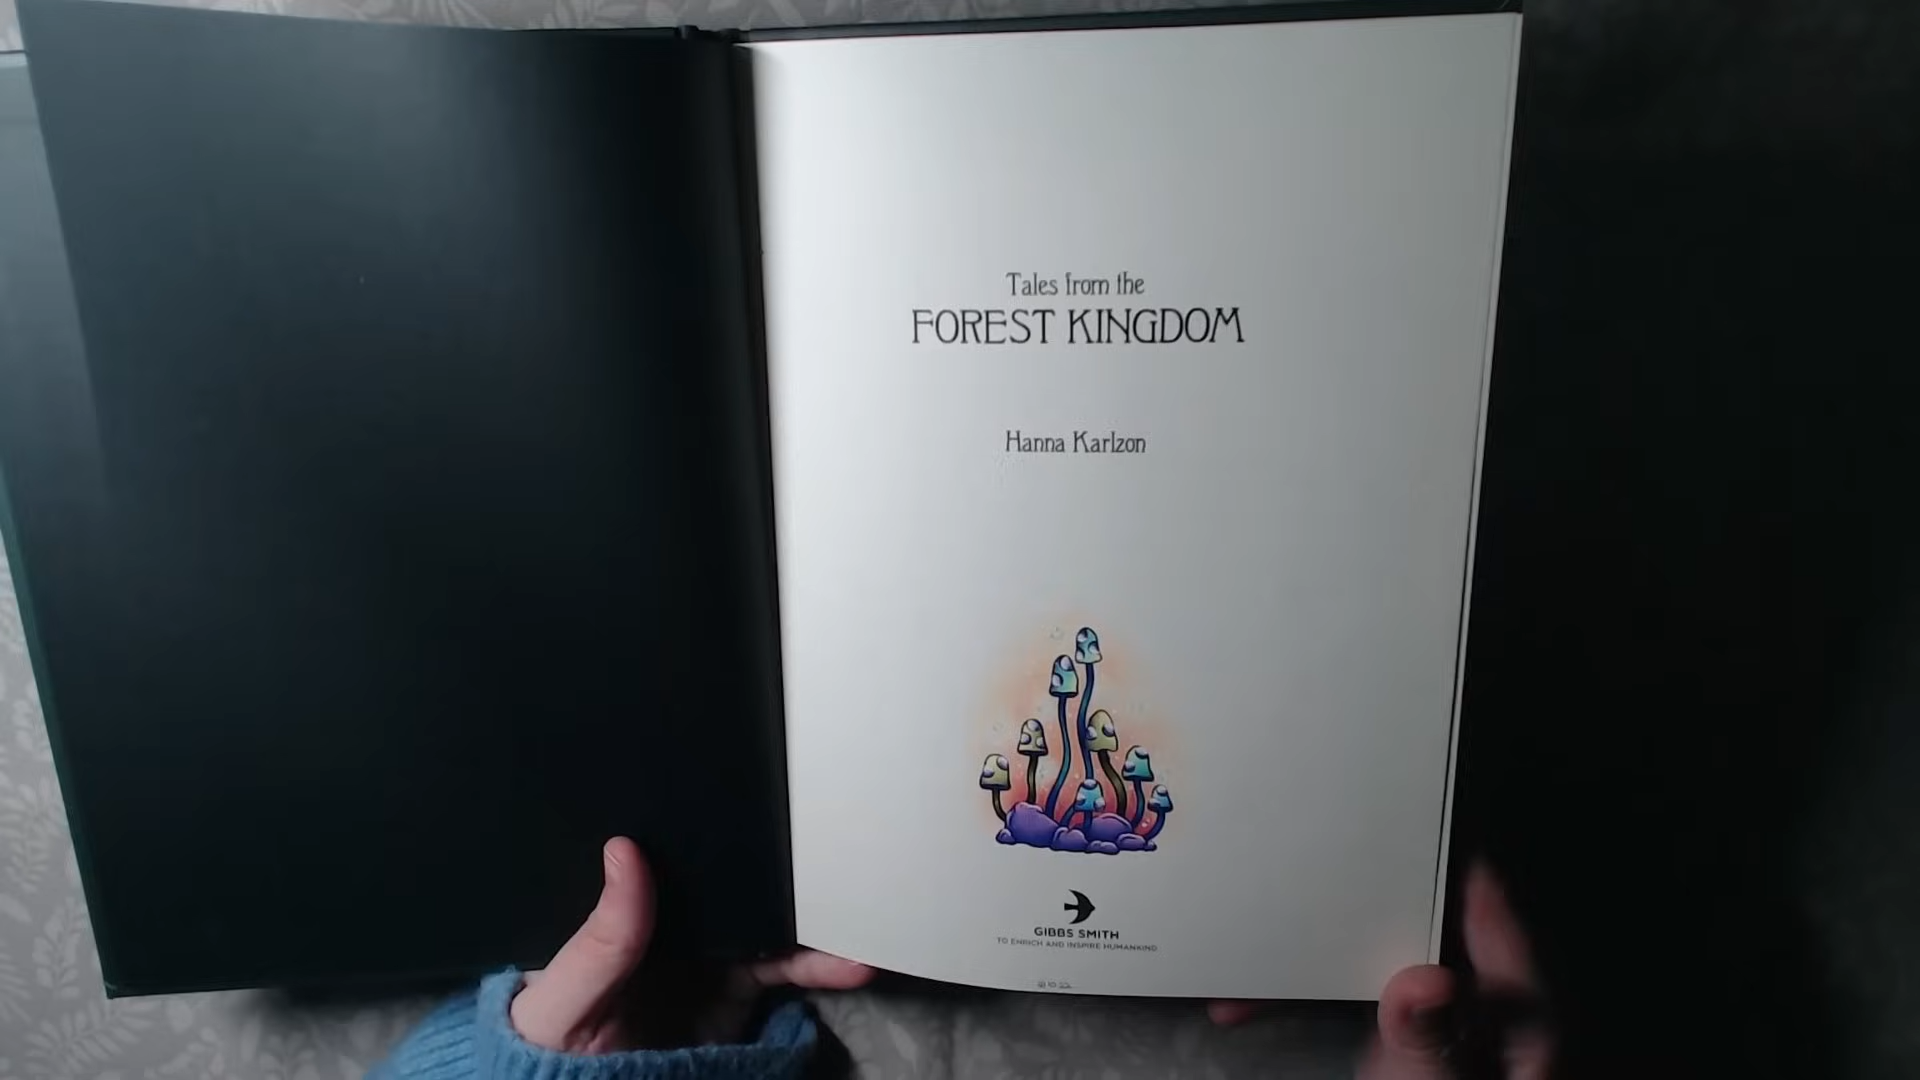 Tales from the
FOREST KINGDOM
Hanna Karlzon
GIBBS SMITH
TO ENRICH AND INSPIRE HUMANKIND